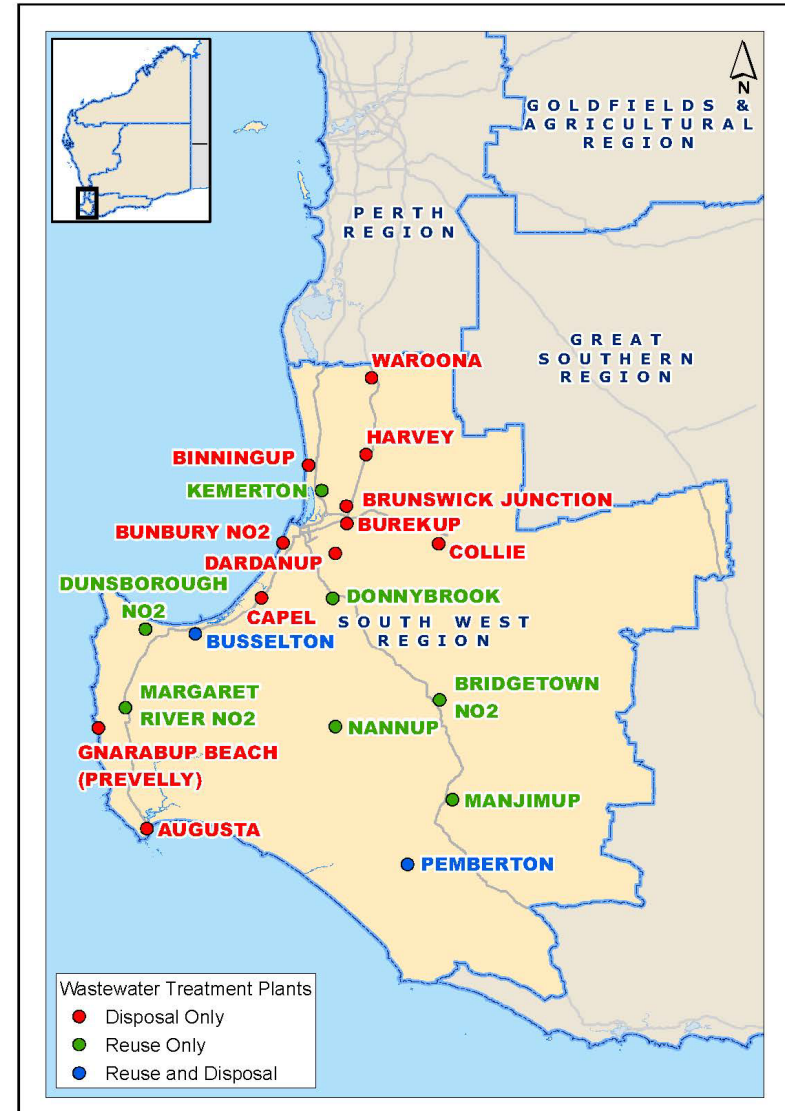 N
GOLDFIELDS &
AGRICULTURAL
REGION
PERTH
REGION
GREAT
SOUTHERN
REGION
WAROONA
HARVEY
BINNINGUP
KEMERTON
BRUNSWICK JUNCTION
BUREKUP
BUNBURY NO2
COLLIE
DARDANUP
DUNSBOROUGH
NO2
DONNYBROOK
CAPEL
SOUTH WEST
REGION
BUSSELTON
MARGARET
RIVER NO2
BRIDGETOWN
NO2
NANNUP
GNARABUP BEACH
(PREVELLY)
MANJIMUP
AUGUSTA
PEMBERTON
Wastewater Treatment Plants
Disposal Only
Reuse Only
Reuse and Disposal